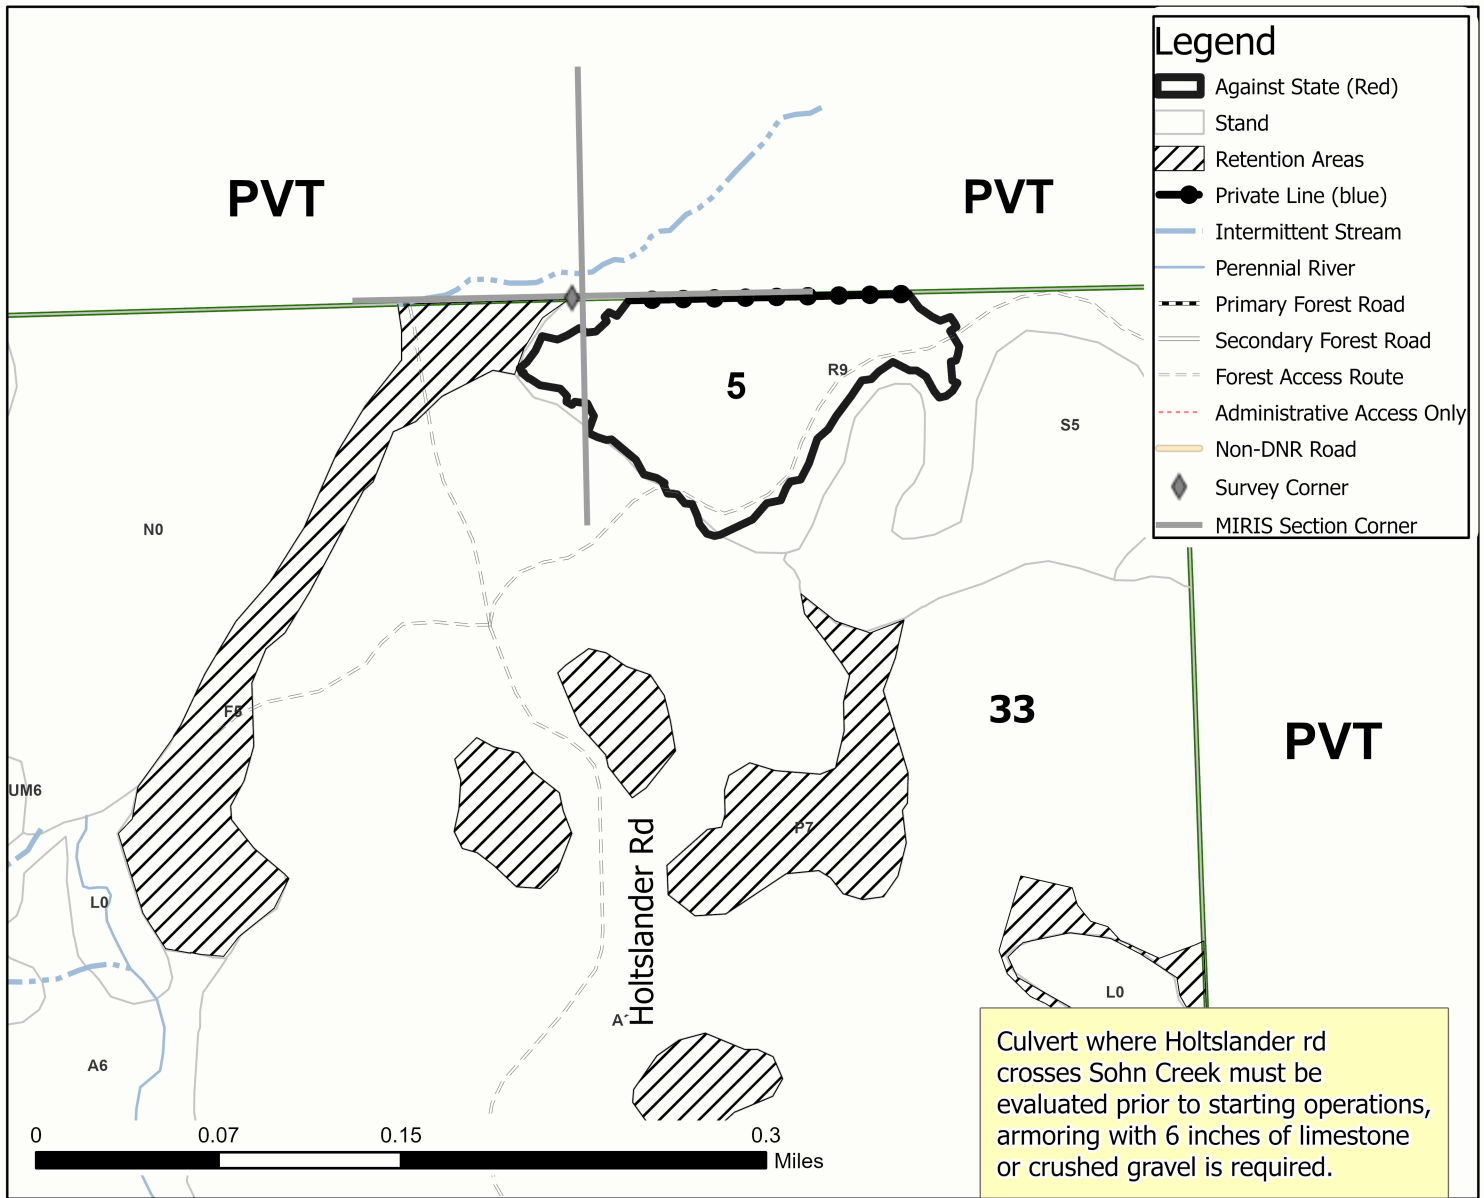 Legend
Against State (Red)
Stand
Retention Areas
Private Line (blue)
Intermittent Stream
Perennial River
Primary Forest Road
Secondary Forest Road
Forest Access Route
Administrative Access Only
Non-DNR Road
Survey Corner
MIRIS Section Corner
PVT
PVT
5
R9
S5
N0
F5
33
PVT
UM6
P7
L0
Holtslander Rd
L0
A6
Culvert where Holtslander rd
crosses Sohn Creek must be
evaluated prior to starting operations,
armoring with 6 inches of limestone
or crushed gravel is required.
0 0.07 0.15 0.3
Miles